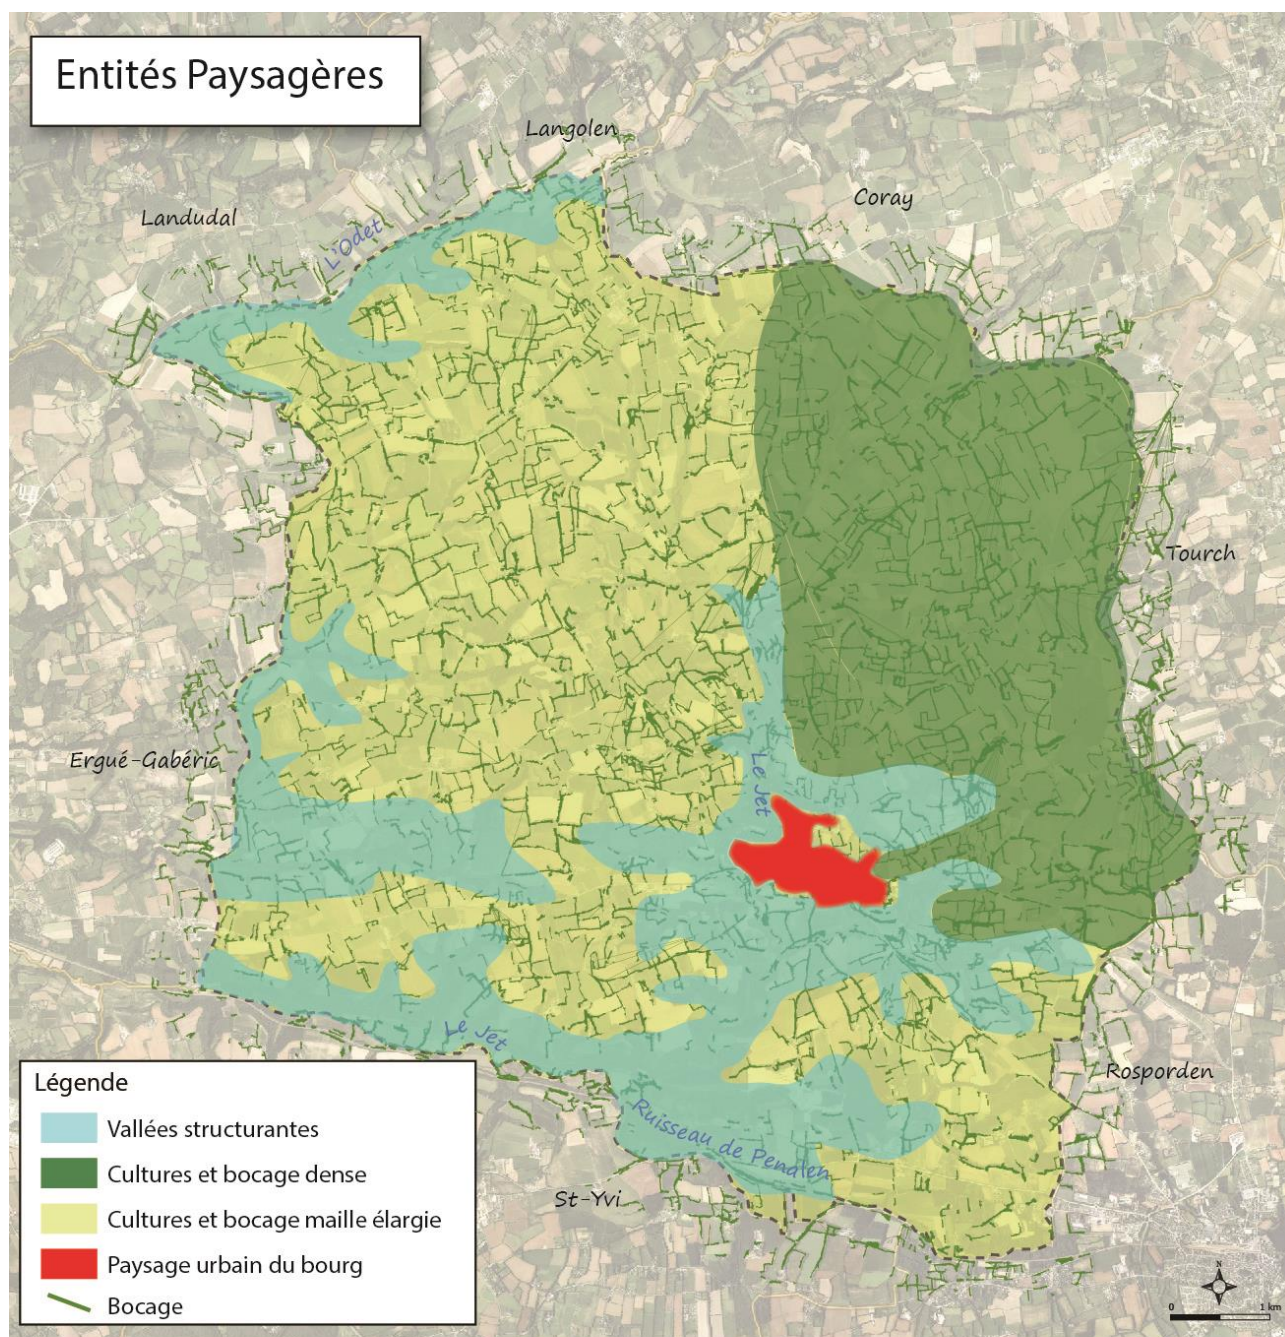 Entités Paysagères
Langolen
Coray
Landudal
L'Odet
Tourch
Ergué-Gabéric
Le Jet
Le Jet
Rosporden
Ruisseau de Penalen
St-Yvi
Légende
Vallées structurantes
Cultures et bocage dense
Cultures et bocage maille élargie
Paysage urbain du bourg
Bocage
N
0 1 km